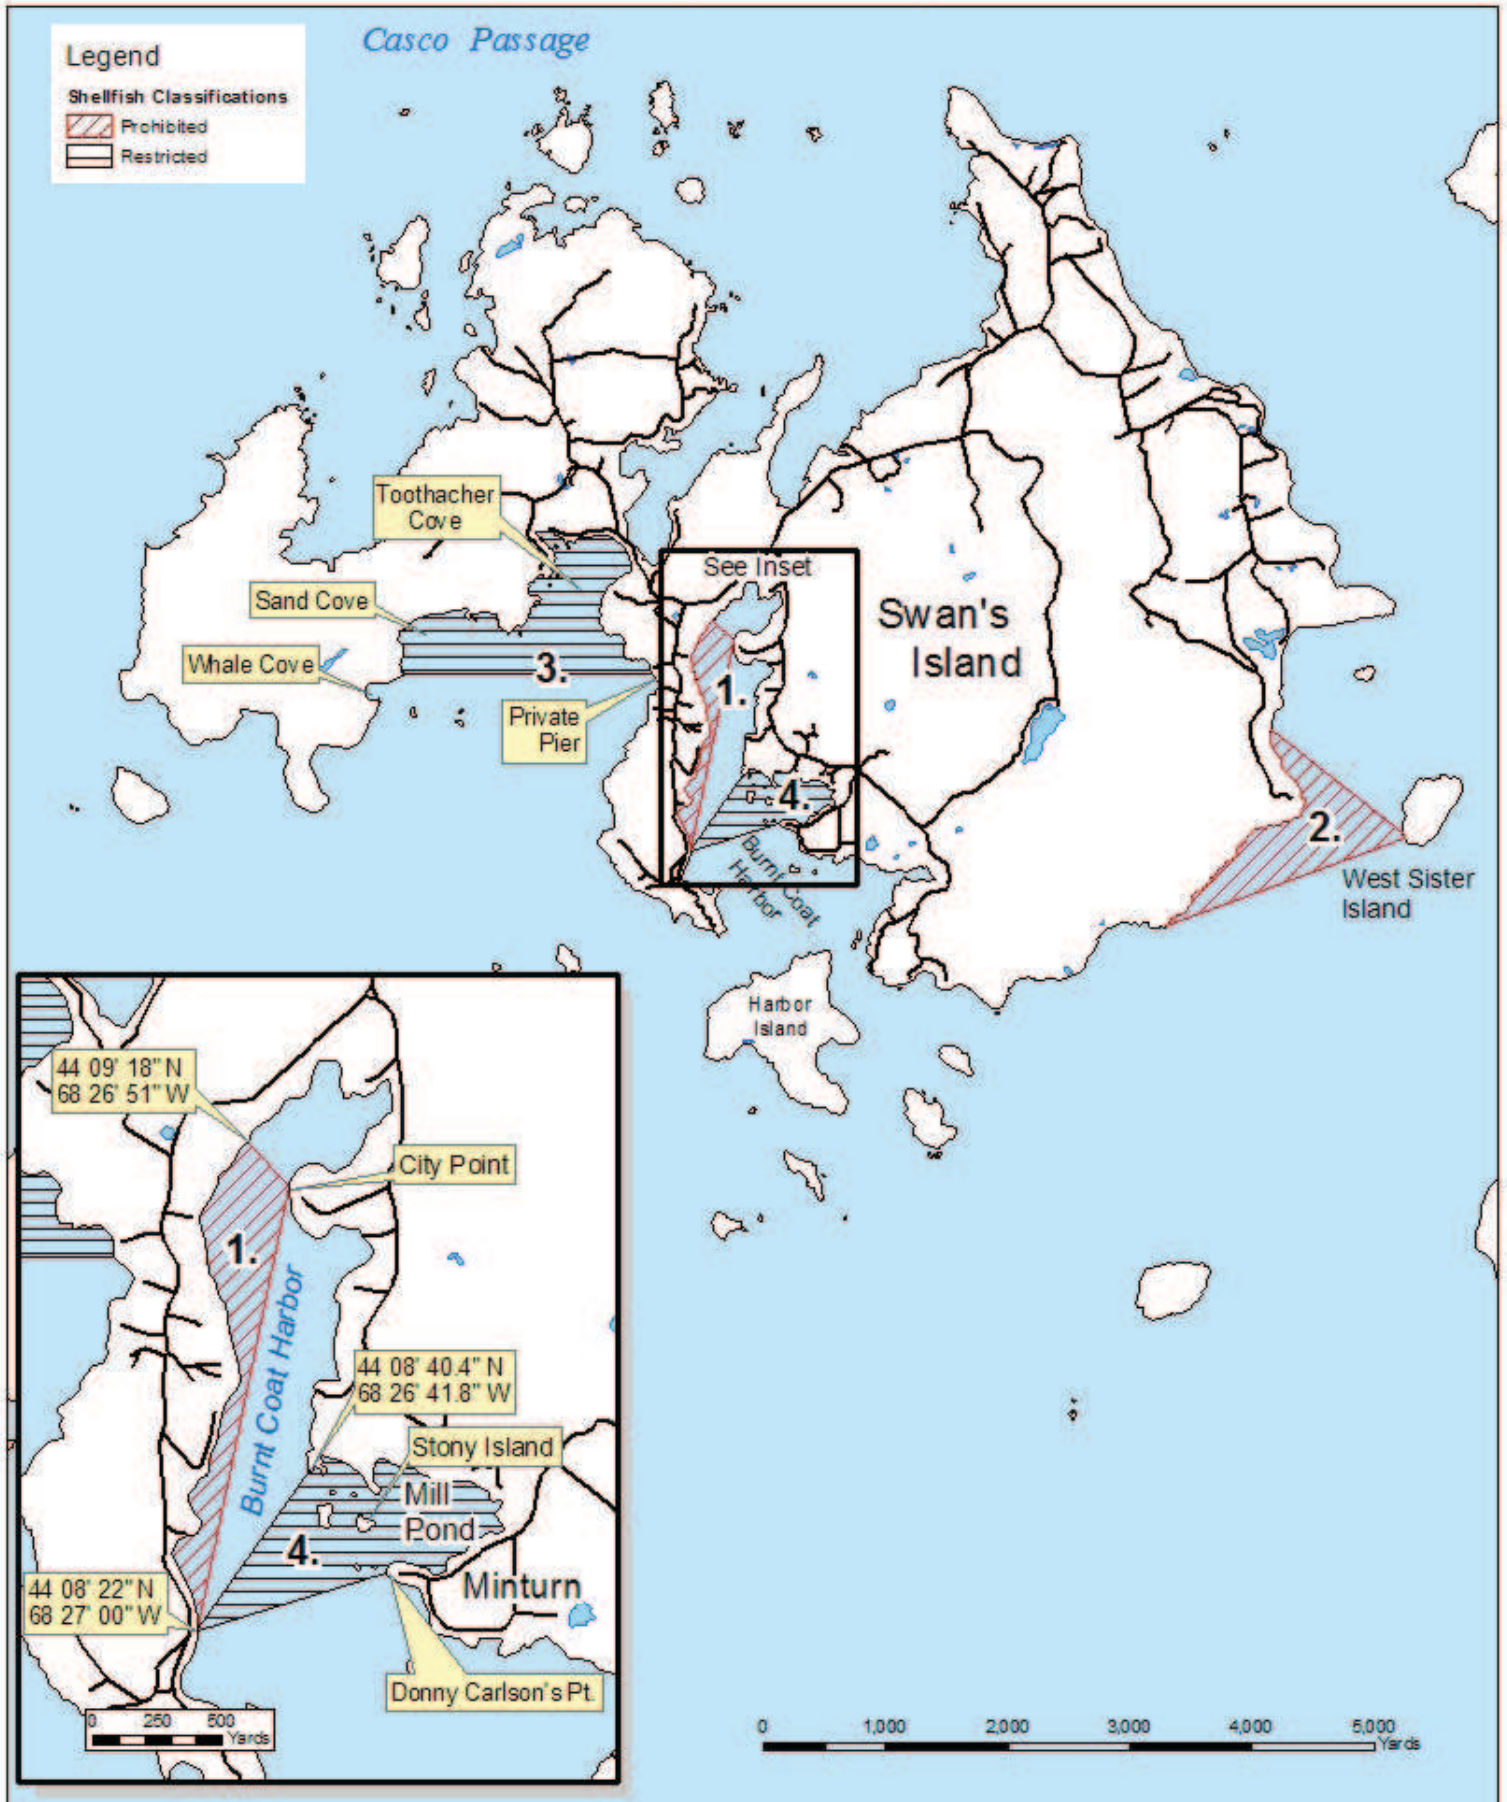 Casco Passage
Legend
Shellfish Classifications
Prohibited
Restricted
Toothacher
Cove
See Inset
Sand Cove
Swan's
Island
Whale Cove
3.
1.
Private
Pier
4.
2.
Burnt Coat
Harbor
West Sister
Island
Harbor
Island
44 09' 18" N
68 26' 51" W
City Point
1.
Burnt Coat Harbor
44 08' 40.4" N
68 26' 41.8" W
Stony Island
Mill
Pond
4.
Minturn
44 08' 22" N
68 27' 00" W
Donny Carlson's Pt.
0 250 500
Yards
0 1,000 2,000 3,000 4,000 5,000
Yards